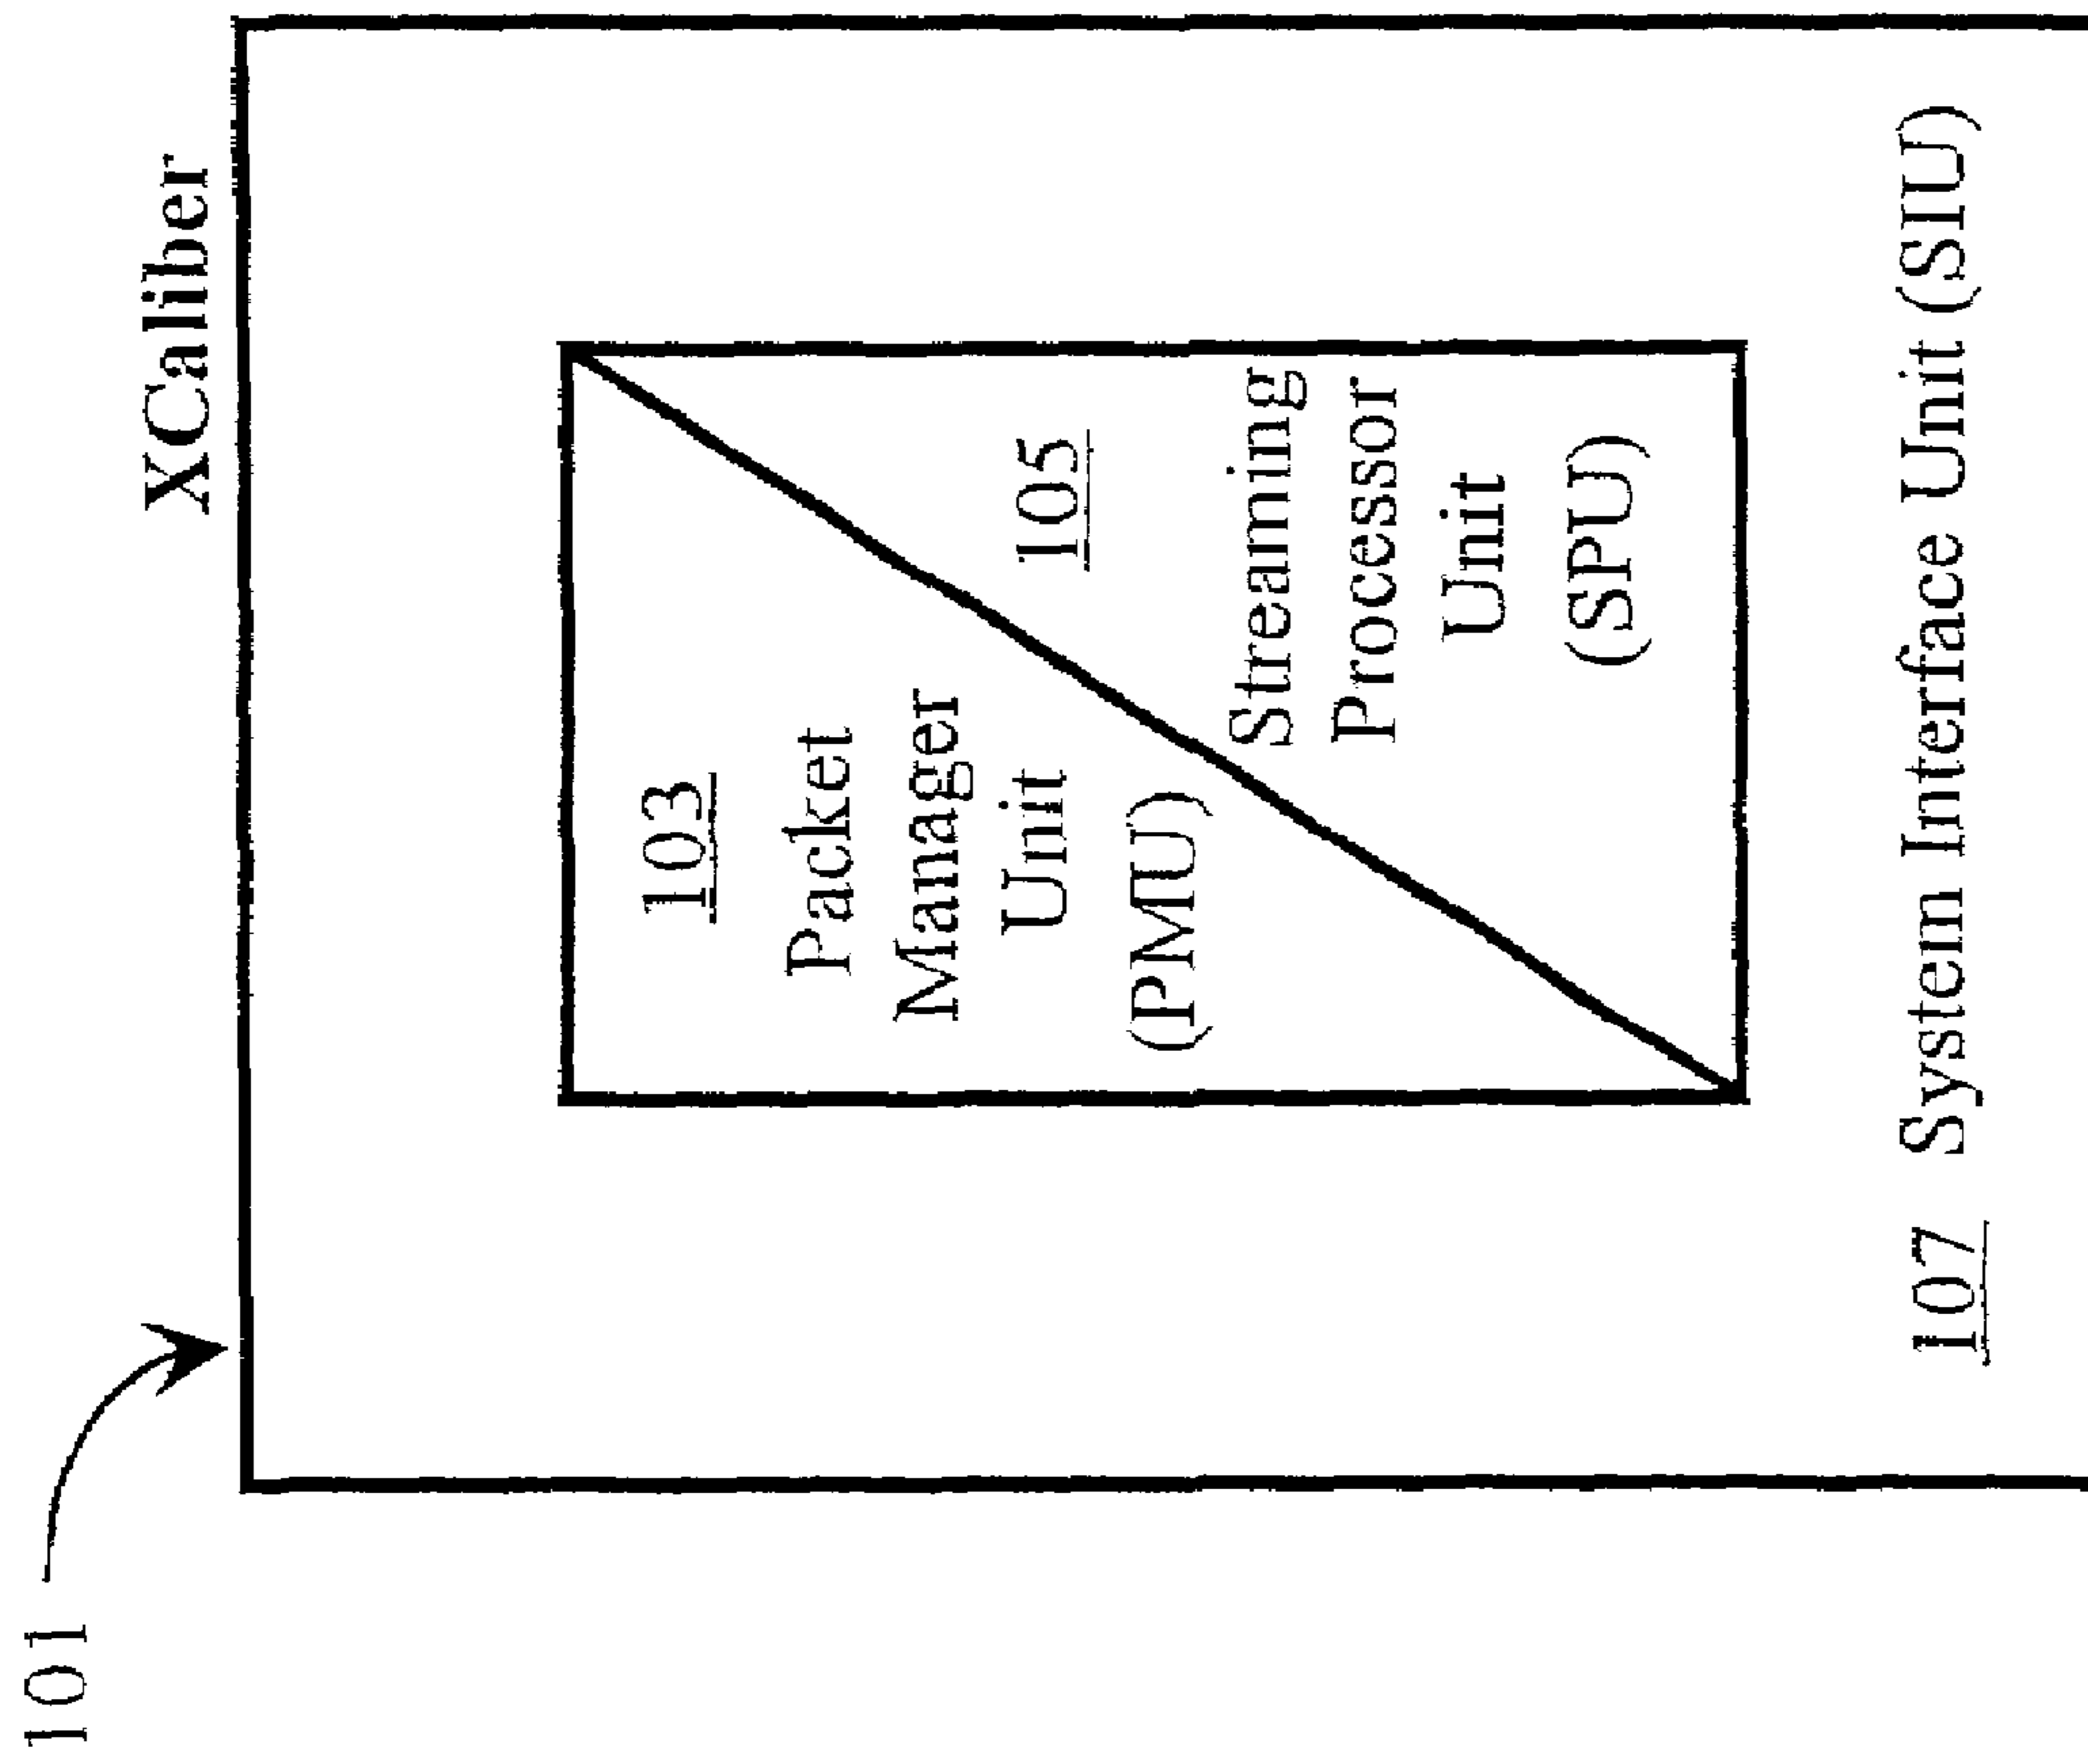 101
XCaliber
103
Packet
Manager
Unit
(PMU)
105
Streaming
Processor
Unit
(SPU)
107 System Interface Unit (SIU)